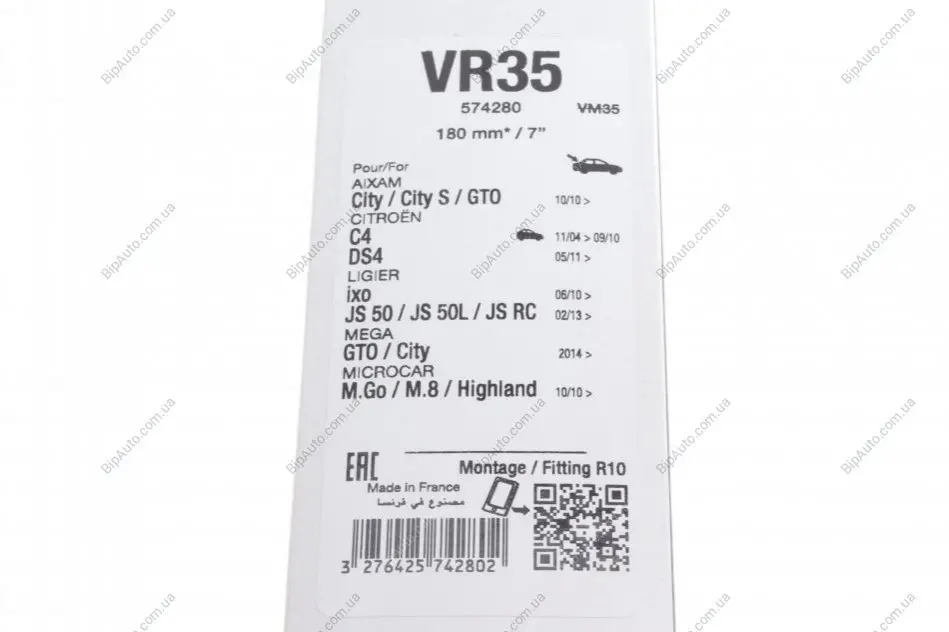 VR35
574280 VM35
180 mm* / 7”
Pour/For
AIXAM
City / City S / GTO 10/10 >
CITROËN
C4 11/04 > 09/10
DS4 05/11 >
LIGIER
ixo 06/10 >
JS 50 / JS 50L / JS RC 02/13 >
MEGA
GTO / City 2014 >
MICROCAR
M.Go / M.8 / Highland 10/10 >
EAC Montage / Fitting R10
Made in France
مصنوع في فرنسا
3 276425 742802
BipAuto.com.ua